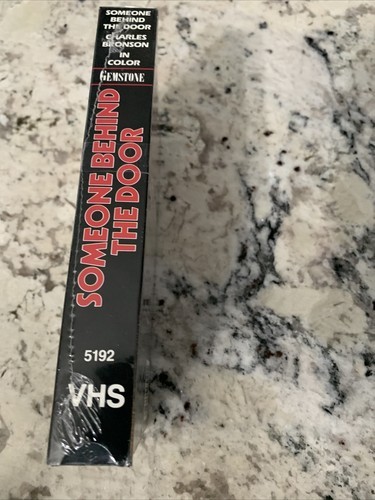 SOMEONE
BEHIND
THE DOOR
CHARLES
BRONSON
IN
COLOR
GEMSTONE
SOMEONE BEHIND
THE DOOR
5192
VHS